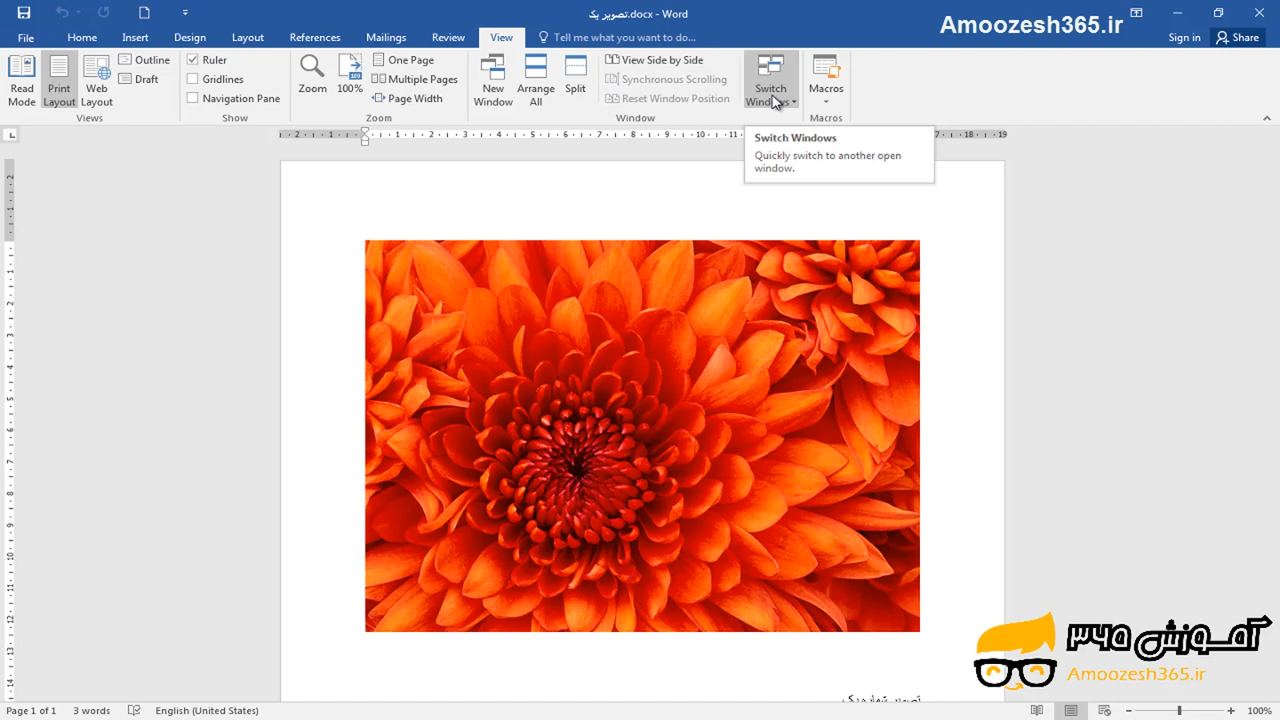 تصویر یک.docx - Word
Amoozesh365.ir
File
Home
Insert
Design
Layout
References
Mailings
Review
View
Tell me what you want to do...
Sign in
Share
Read Mode
Print Layout
Web Layout
Outline
Draft
Views
Ruler
Gridlines
Navigation Pane
Show
Zoom
100%
One Page
Multiple Pages
Page Width
Zoom
New Window
Arrange All
Split
View Side by Side
Synchronous Scrolling
Reset Window Position
Window
Switch Windows
Macros
Macros
Switch Windows
Quickly switch to another open
window.
آموزش ۳۶۵
Amoozesh365.ir
تصویر شماره یک
Page 1 of 1
3 words
English (United States)
100%